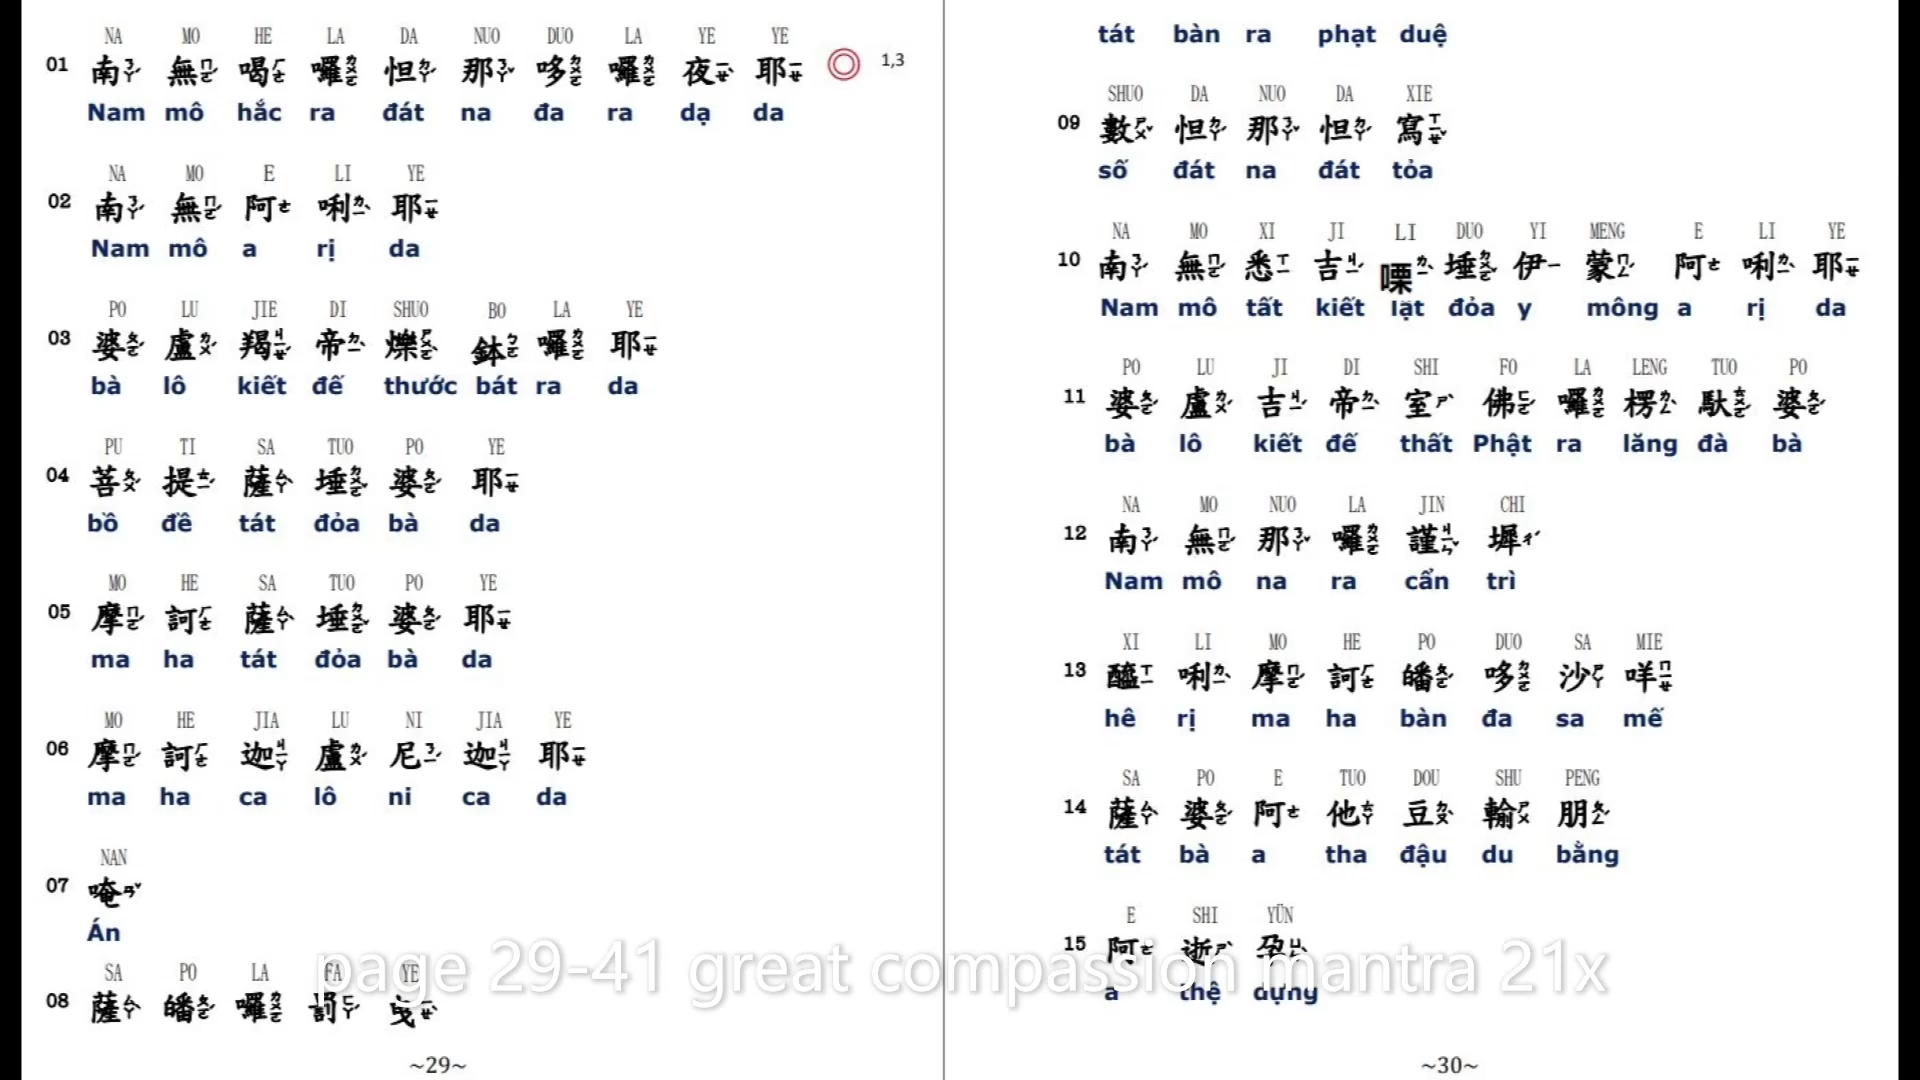 NA MO HE LA DA NUO DUO LA YE YE
01 南 無 喝 囉 怛 那 哆 囉 夜 耶 1,3
Nam mô hắc ra đát na đa ra dạ da
NA MO E LI YE
02 南 無 阿 唎 耶
Nam mô a rị da
PO LU JIE DI SHUO BO LA YE
03 婆 盧 羯 帝 爍 鉢 囉 耶
bà lô kiết đế thước bát ra da
PU TI SA TUO PO YE
04 菩 提 薩 埵 婆 耶
bồ đề tát đỏa bà da
MO HE SA TUO PO YE
05 摩 訶 薩 埵 婆 耶
ma ha tát đỏa bà da
MO HE JIA LU NI JIA YE
06 摩 訶 迦 盧 尼 迦 耶
ma ha ca lô ni ca da
NAN
07 唵
Án
SA PO LA FA YE
08 薩 皤 囉 罰 曳
~29~
tát bàn ra phạt duệ
SHUO DA NUO DA XIE
09 數 怛 那 怛 寫
số đát na đát tỏa
NA MO XI JI LI DUO YI MENG E LI YE
10 南 無 悉 吉 嘌 埵 伊 蒙 阿 唎 耶
Nam mô tất kiết lật đỏa y mông a rị da
PO LU JI DI SHI FO LA LENG TUO PO
11 婆 盧 吉 帝 室 佛 囉 楞 馱 婆
bà lô kiết đế thất Phật ra lăng đà bà
NA MO NUO LA JIN CHI
12 南 無 那 囉 謹 墀
Nam mô na ra cẩn trì
XI LI MO HE PO DUO SA MIE
13 醯 唎 摩 訶 皤 哆 沙 咩
hê rị ma ha bàn đa sa mế
SA PO E TUO DOU SHU PENG
14 薩 婆 阿 他 豆 輸 朋
tát bà a tha đậu du bằng
E SHI YÜN
15 阿 逝 孕
a thệ dựng
~30~
page 29-41 great compassion mantra 21x